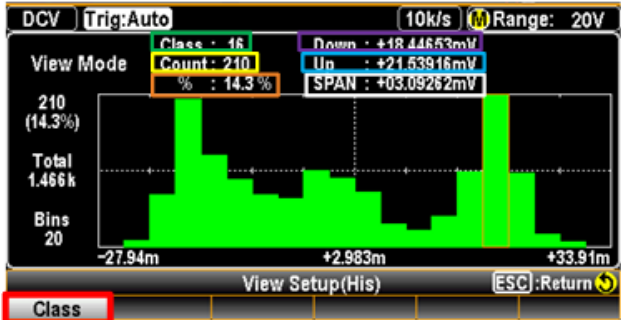 DCV Trig:Auto 10k/s M Range: 20V
Class : 16 Down : +18.44653mV
View Mode Count : 210 Up : +21.53916mV
% : 14.3 % SPAN : +03.09262mV
210
(14.3%)
Total
1.466k
Bins
20
-27.94m +2.983m +33.91m
View Setup(His) ESC :Return
Class